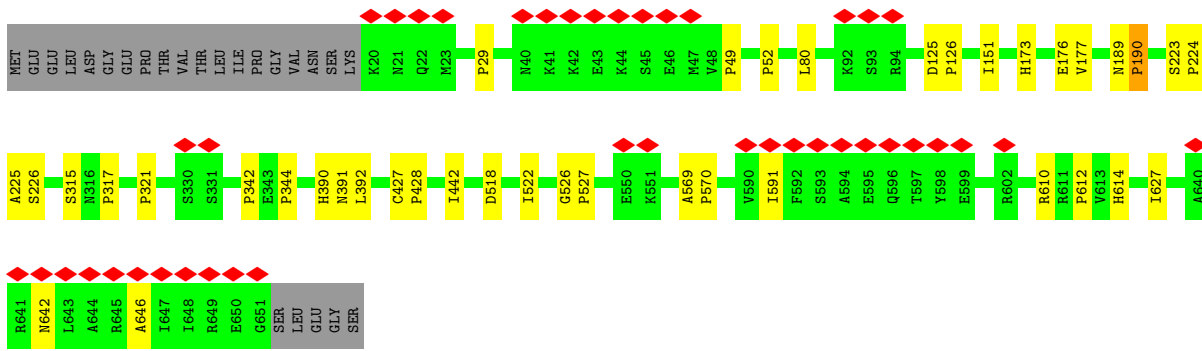 MET GLU GLU LEU ASP GLY GLU PRO THR VAL THR LEU ILE PRO GLY VAL ASN SER LYS K20 N21 Q22 M23 P29 N40 K41 K42 E43 K44 S45 E46 M47 V48 P49 P52 L80 K92 S93 R94 D125 P126 I151 H173 E176 V177 N189 P190 S223 P224
A225 S226 S315 N316 P317 P321 S330 S331 P342 E343 P344 H390 N391 L392 C427 P428 I442 D518 I522 G526 P527 E550 K551 A569 P570 V590 I591 F592 S593 A594 E595 Q596 T597 Y598 E599 R602 R610 R611 P612 V613 H614 I627 A640
R641 N642 L643 A644 R645 A646 I647 I648 R649 E650 G651 SER LEU GLU GLY SER